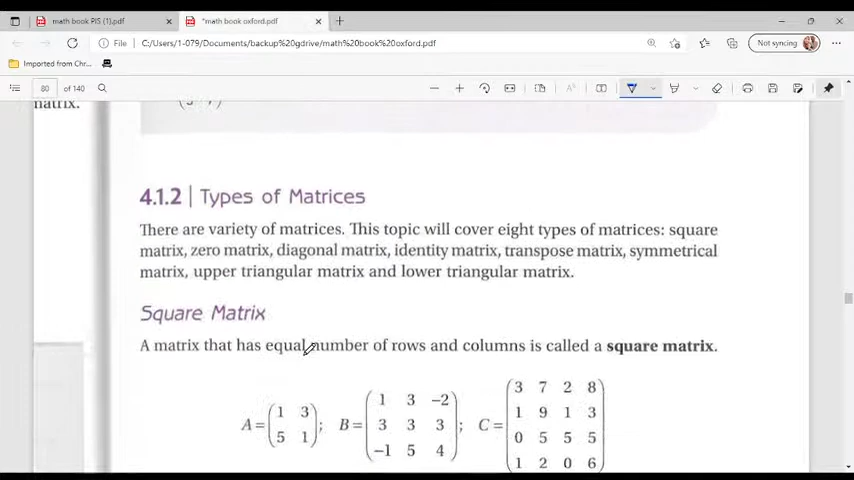 math book PJS (1).pdf
*math book oxford.pdf
File
C:/Users/1-079/Documents/backup%20gdrive/math%20book%20oxford.pdf
Not syncing
Imported from Chr...
80 of 140
natrix.
4.1.2 | Types of Matrices
There are variety of matrices. This topic will cover eight types of matrices: square
matrix, zero matrix, diagonal matrix, identity matrix, transpose matrix, symmetrical
matrix, upper triangular matrix and lower triangular matrix.
Square Matrix
A matrix that has equal number of rows and columns is called a square matrix.
A = (1 3; 5 1); B = (1 3 −2; 3 3 3; −1 5 4); C = (3 7 2 8; 1 9 1 3; 0 5 5 5; 1 2 0 6)